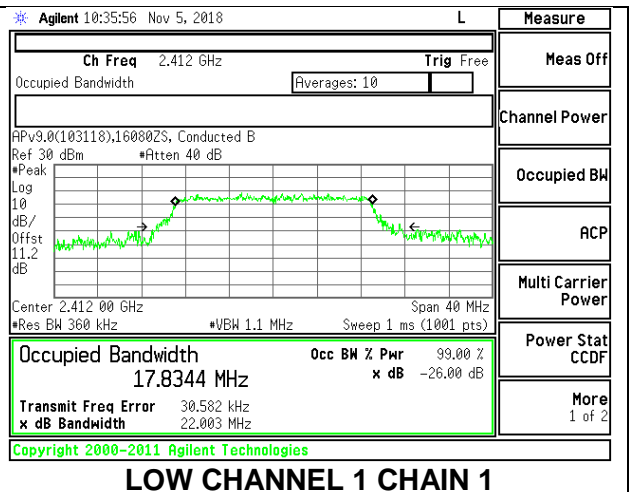 Agilent 10:35:56 Nov 5, 2018 L Measure
Ch Freq 2.412 GHz Trig Free
Occupied Bandwidth Averages: 10
Meas Off
Channel Power
Occupied BW
ACP
Multi Carrier
Power
Power Stat
CCDF
More
1 of 2
APv9.0(103118),16080ZS, Conducted B
Ref 30 dBm #Atten 40 dB
#Peak
Log
10
dB/
Offst
11.2
dB
Center 2.412 00 GHz Span 40 MHz
#Res BW 360 kHz #VBW 1.1 MHz Sweep 1 ms (1001 pts)
Occupied Bandwidth Occ BW % Pwr 99.00 %
17.8344 MHz x dB -26.00 dB
Transmit Freq Error 30.582 kHz
x dB Bandwidth 22.003 MHz
Copyright 2000-2011 Agilent Technologies
LOW CHANNEL 1 CHAIN 1